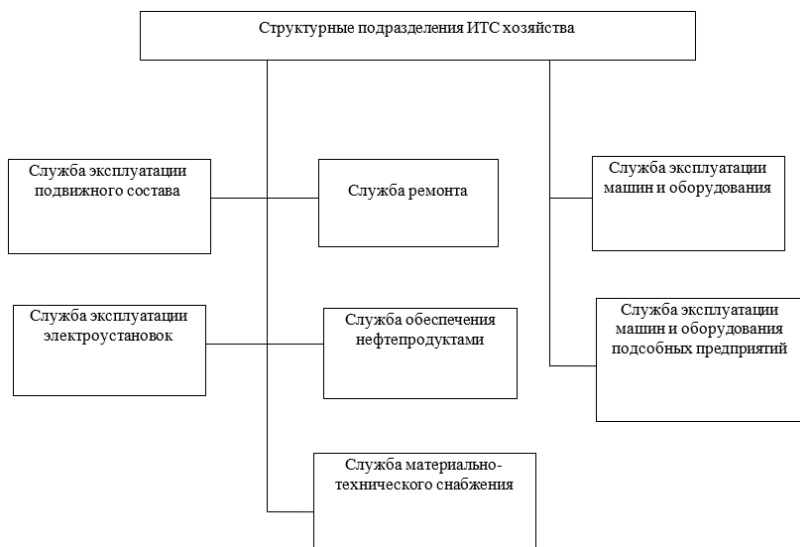 Структурные подразделения ИТС хозяйства
Служба эксплуатации
подвижного состава
Служба ремонта
Служба эксплуатации
машин и оборудования
Служба эксплуатации
электроустановок
Служба обеспечения
нефтепродуктами
Служба эксплуатации
машин и оборудования
подсобных предприятий
Служба материально-
технического снабжения